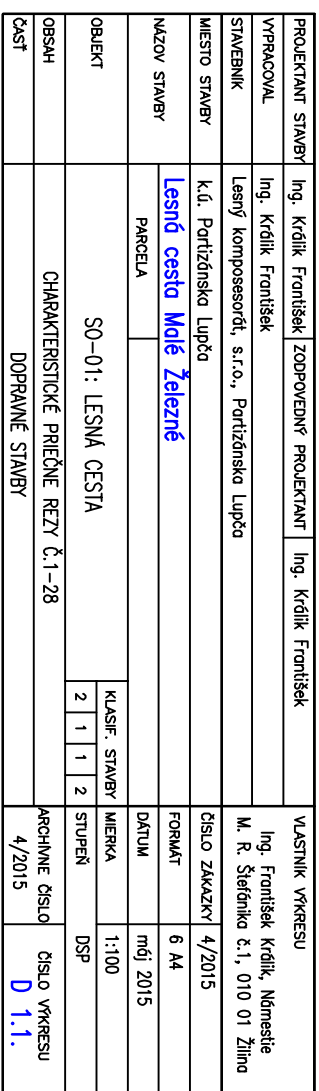 PROJEKTANT STAVBY Ing. Králik František ZODPOVEDNÝ PROJEKTANT Ing. Králik František
VYPRACOVAL Ing. Králik František
STAVEBNÍK Lesný komposesorát, s.r.o., Partizánska Lupča
MIESTO STAVBY k.ú. Partizánska Lupča
NÁZOV STAVBY Lesná cesta Malé Železné
PARCELA
OBJEKT SO-01: LESNÁ CESTA
KLASIF. STAVBY
2 1 1 2
OBSAH CHARAKTERISTICKÉ PRIEČNE REZY Č.1-28
ČASŤ DOPRAVNÉ STAVBY
VLASTNÍK VÝKRESU
Ing. František Králik, Námestie
M. R. Štefánika č.1, 010 01 Žilina
ČÍSLO ZÁKAZKY 4/2015
FORMÁT 6 A4
DÁTUM máj 2015
MIERKA 1:100
STUPEŇ DSP
ARCHÍVNE ČÍSLO
4/2015
ČÍSLO VÝKRESU
D 1.1.